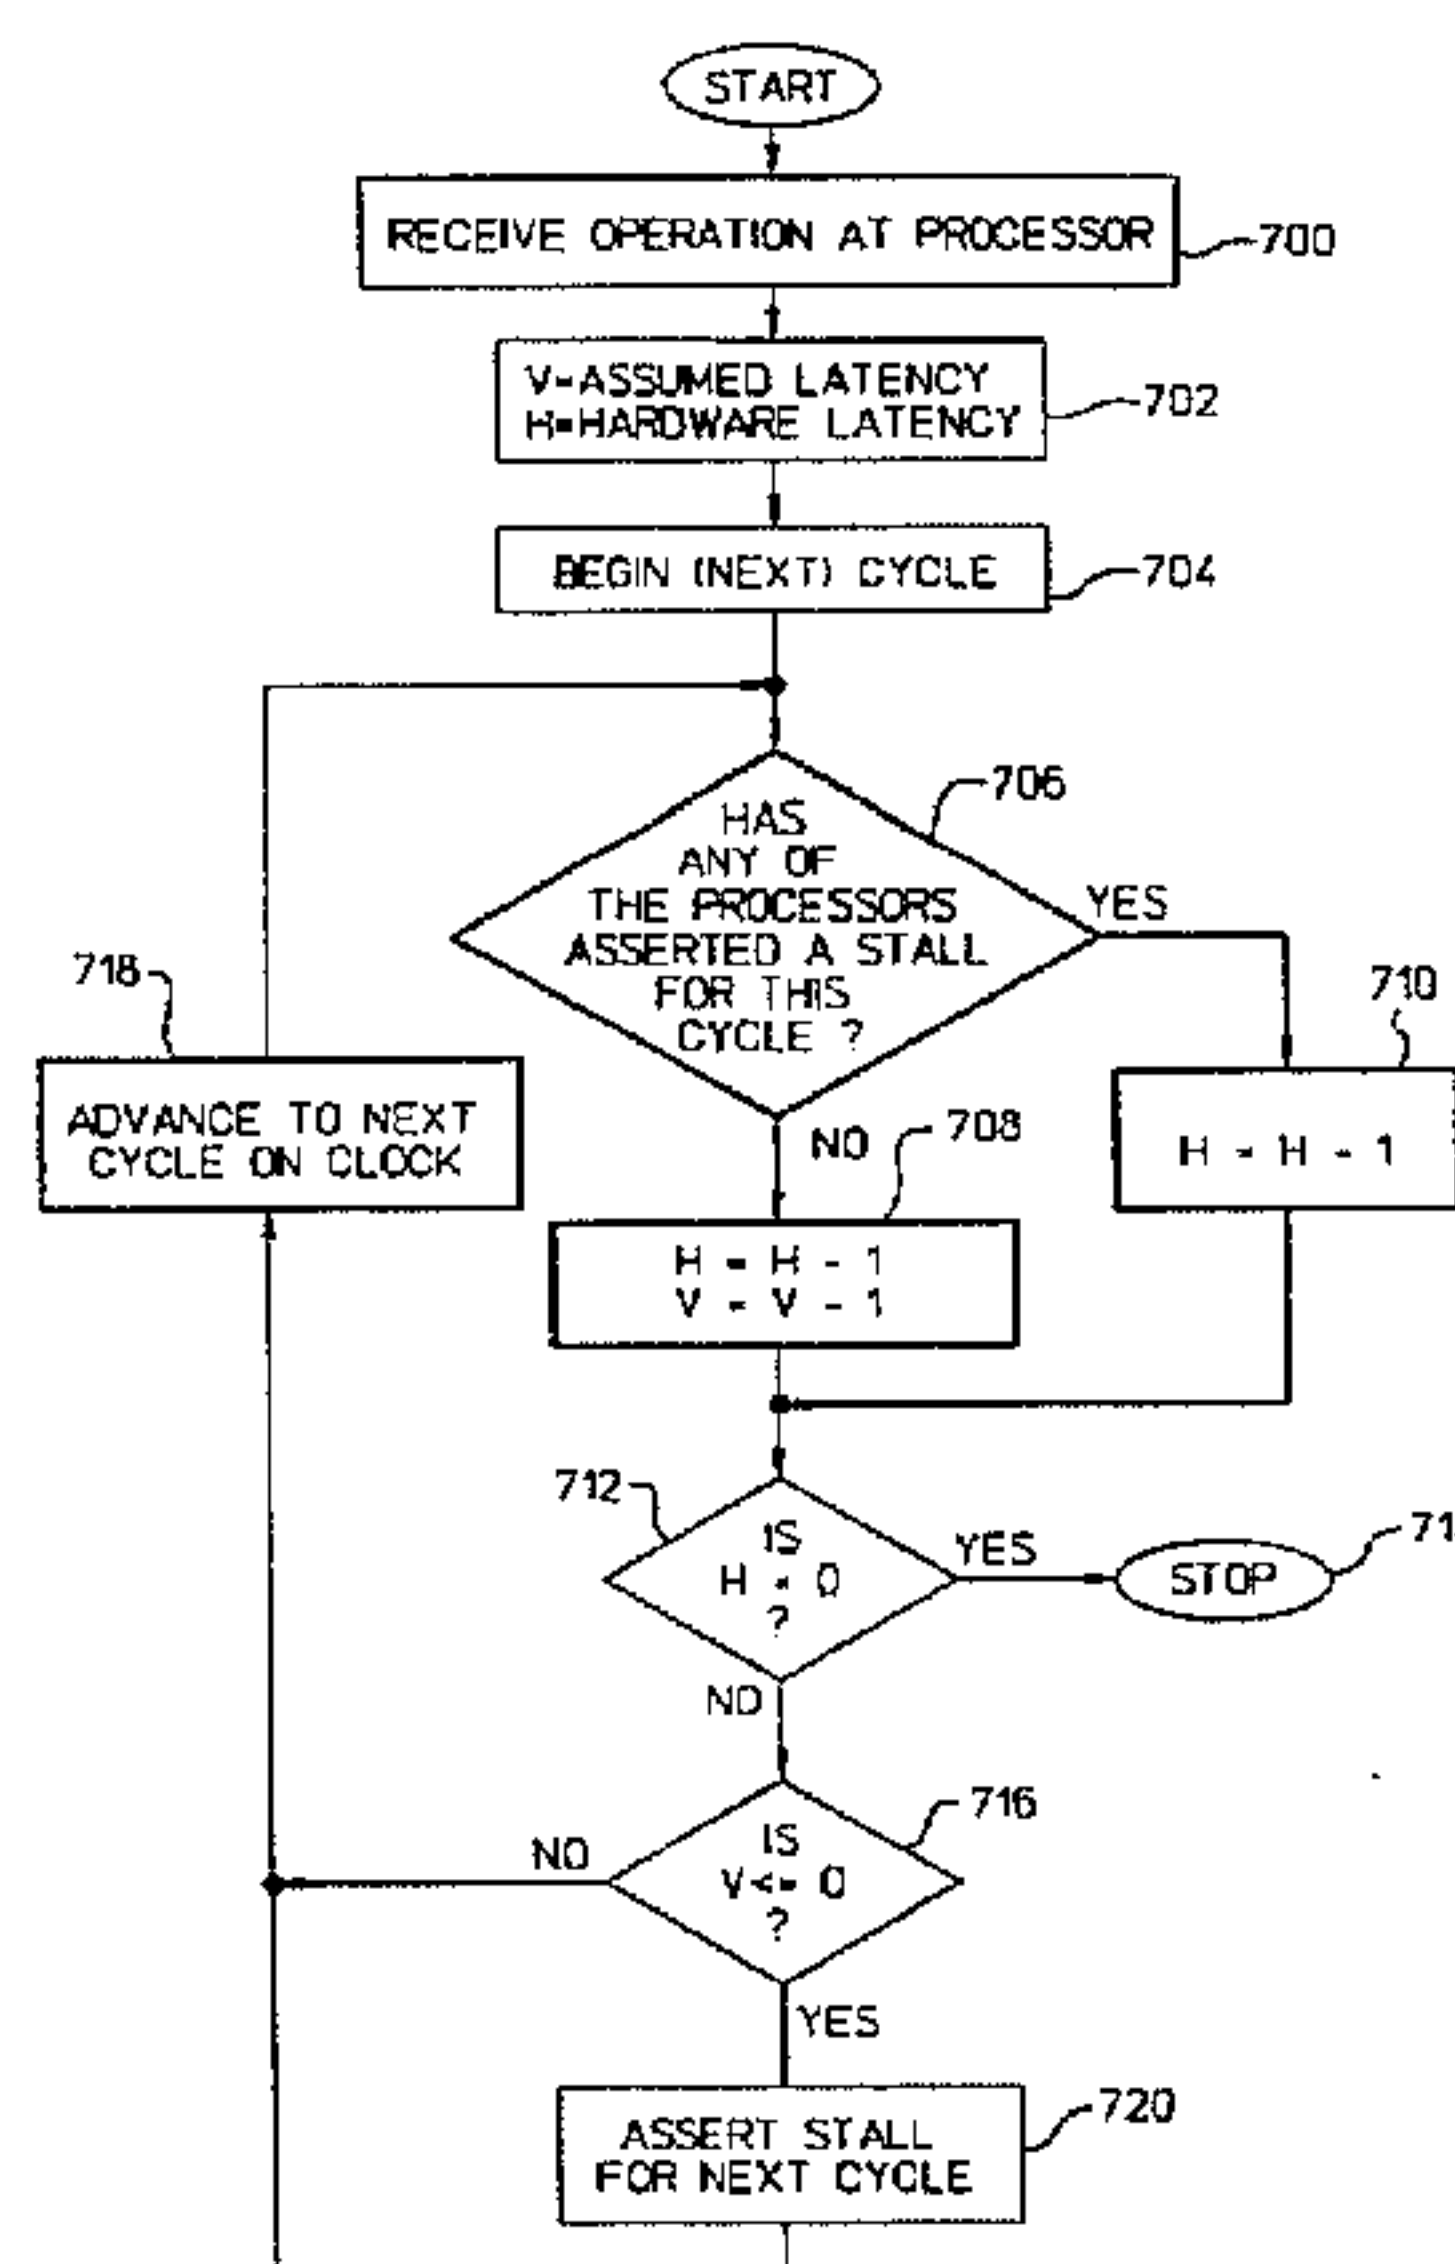 START
RECEIVE OPERATION AT PROCESSOR
700
V=ASSUMED LATENCY
H=HARDWARE LATENCY
702
BEGIN (NEXT) CYCLE
704
706
HAS
ANY OF
THE PROCESSORS
ASSERTED A STALL
FOR THIS
CYCLE ?
YES
718
710
ADVANCE TO NEXT
CYCLE ON CLOCK
NO
708
H = H - 1
H = H - 1
V = V - 1
712
IS
H = 0
?
YES
STOP
71
NO
716
IS
V <= 0
?
NO
YES
720
ASSERT STALL
FOR NEXT CYCLE